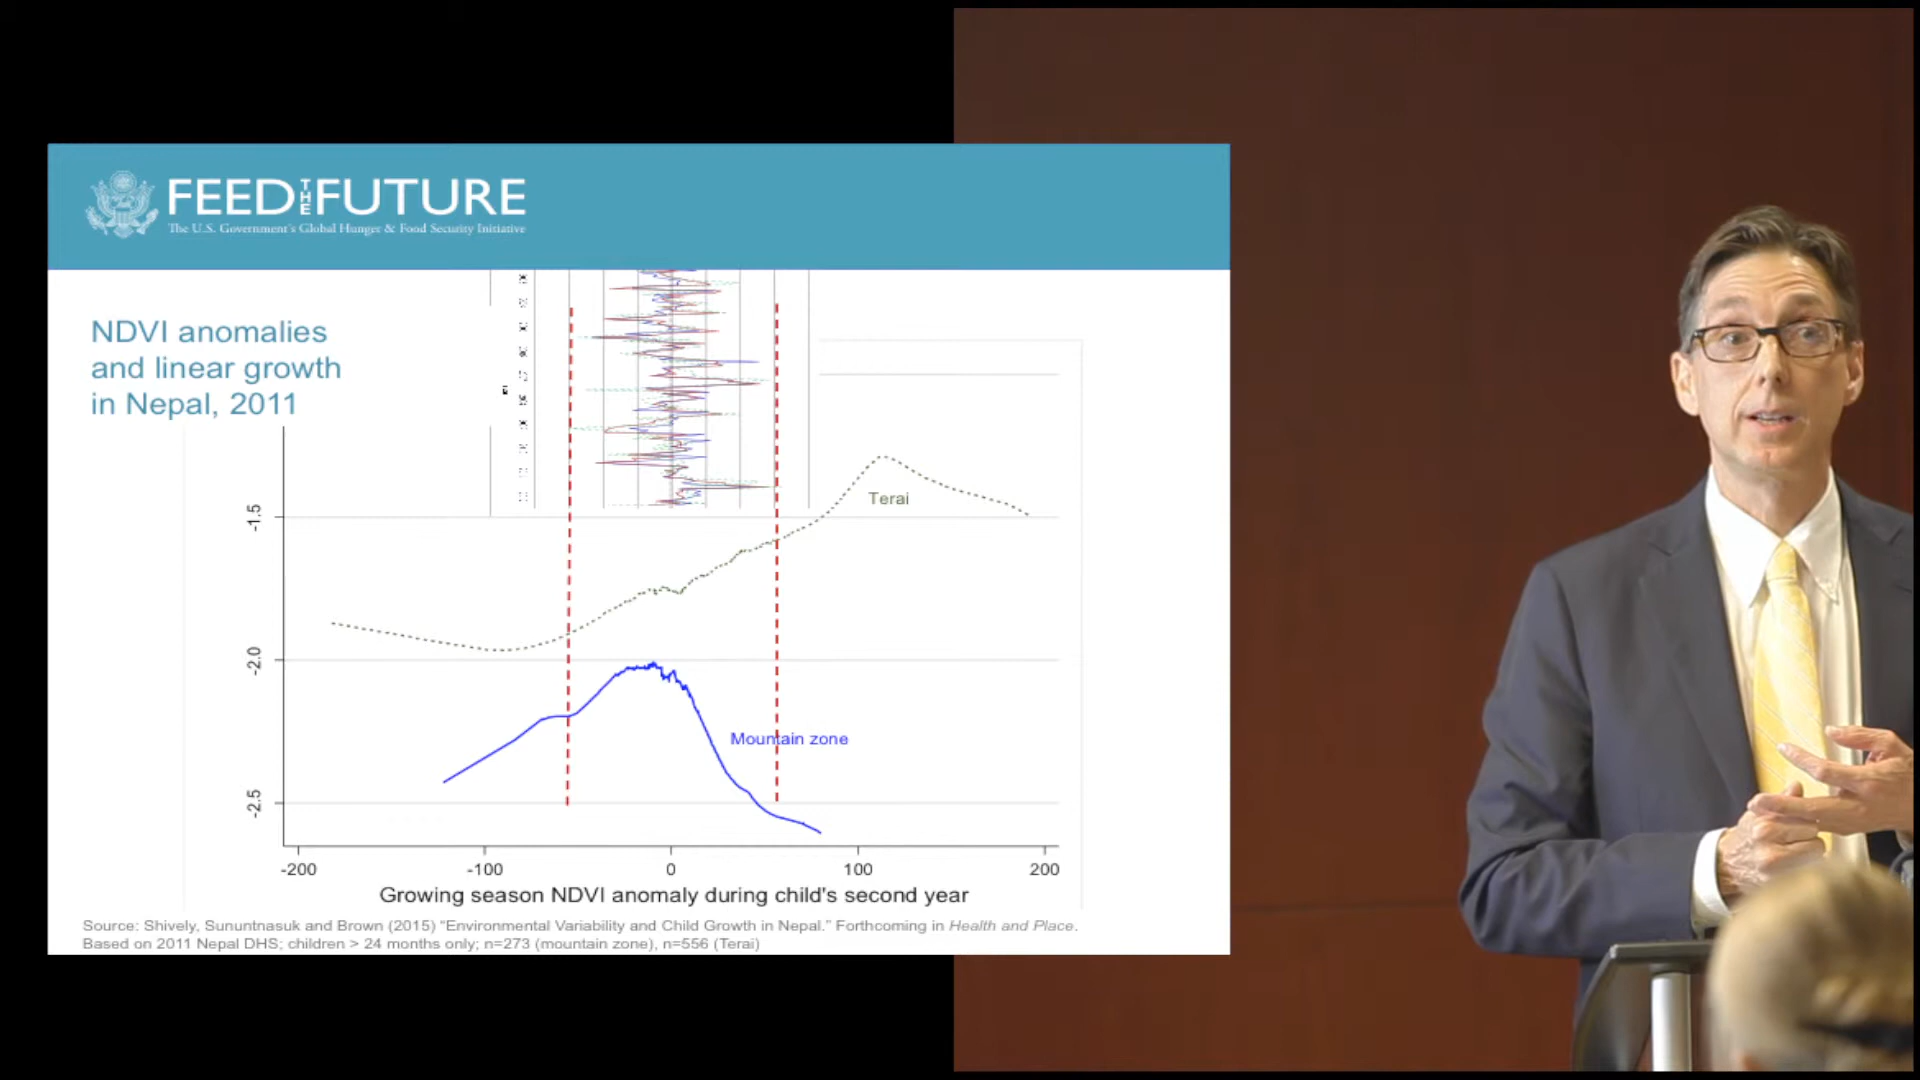 FEED THE FUTURE
The U.S. Government's Global Hunger & Food Security Initiative
NDVI anomalies
and linear growth
in Nepal, 2011
Terai
-1.5
-2.0
Mountain zone
-2.5
-200 -100 0 100 200
Growing season NDVI anomaly during child's second year
Source: Shively, Sununtnasuk and Brown (2015) "Environmental Variability and Child Growth in Nepal." Forthcoming in Health and Place.
Based on 2011 Nepal DHS; children > 24 months only; n=273 (mountain zone), n=556 (Terai)